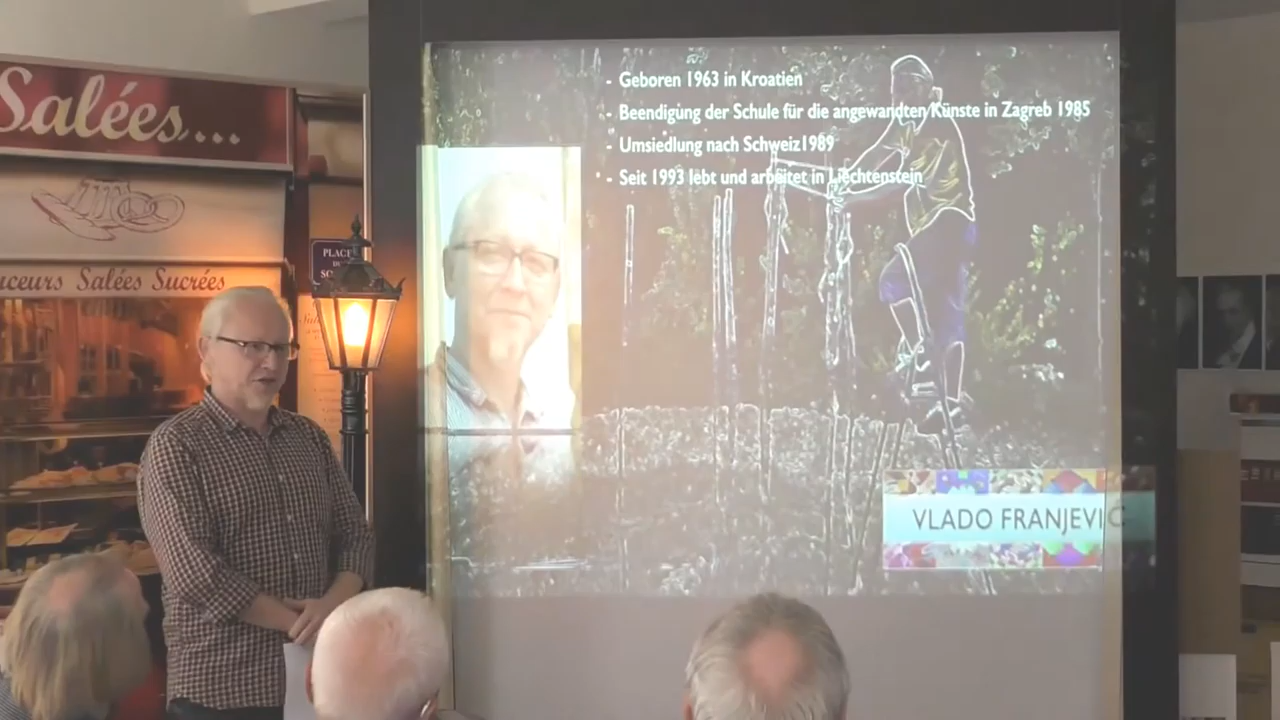 Salées...
Salées Sucrées
PLACE
- Geboren 1963 in Kroatien
- Beendigung der Schule für die angewandten Künste in Zagreb 1985
- Umsiedlung nach Schweiz1989
- Seit 1993 lebt und arbeitet in Liechtenstein
VLADO FRANJEVIC